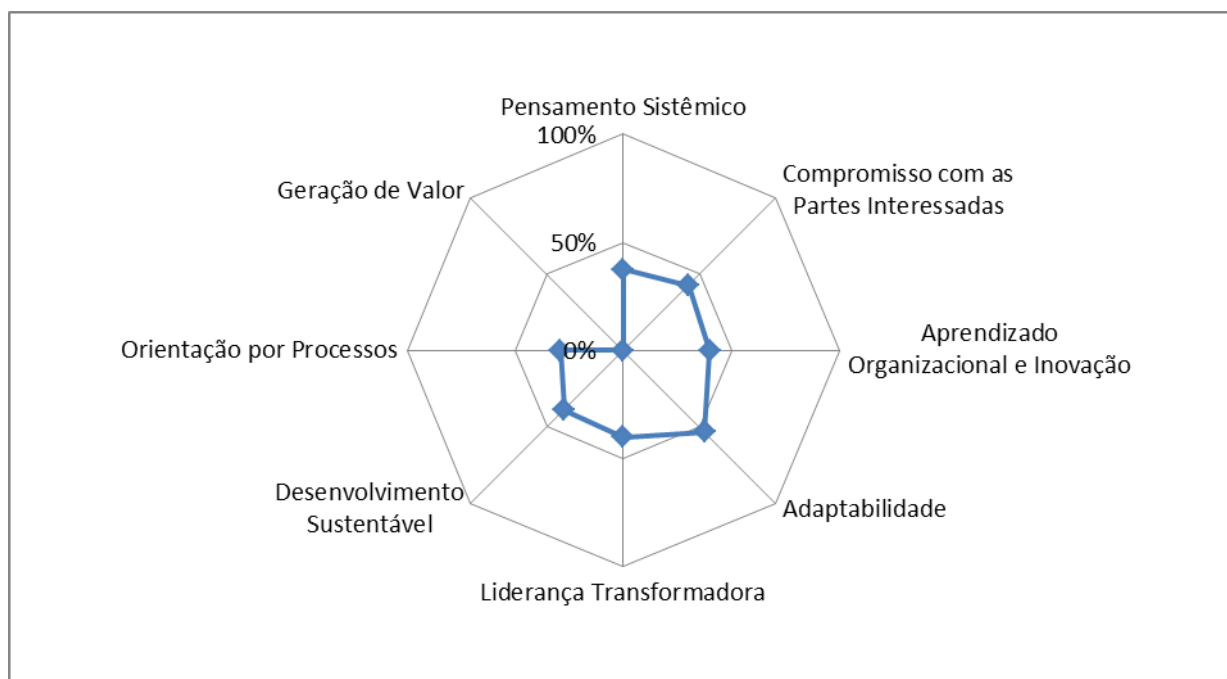 Pensamento Sistêmico
100%
Compromisso com as
Partes Interessadas
Geração de Valor
50%
Aprendizado
Organizacional e Inovação
Orientação por Processos
0%
Desenvolvimento
Sustentável
Adaptabilidade
Liderança Transformadora